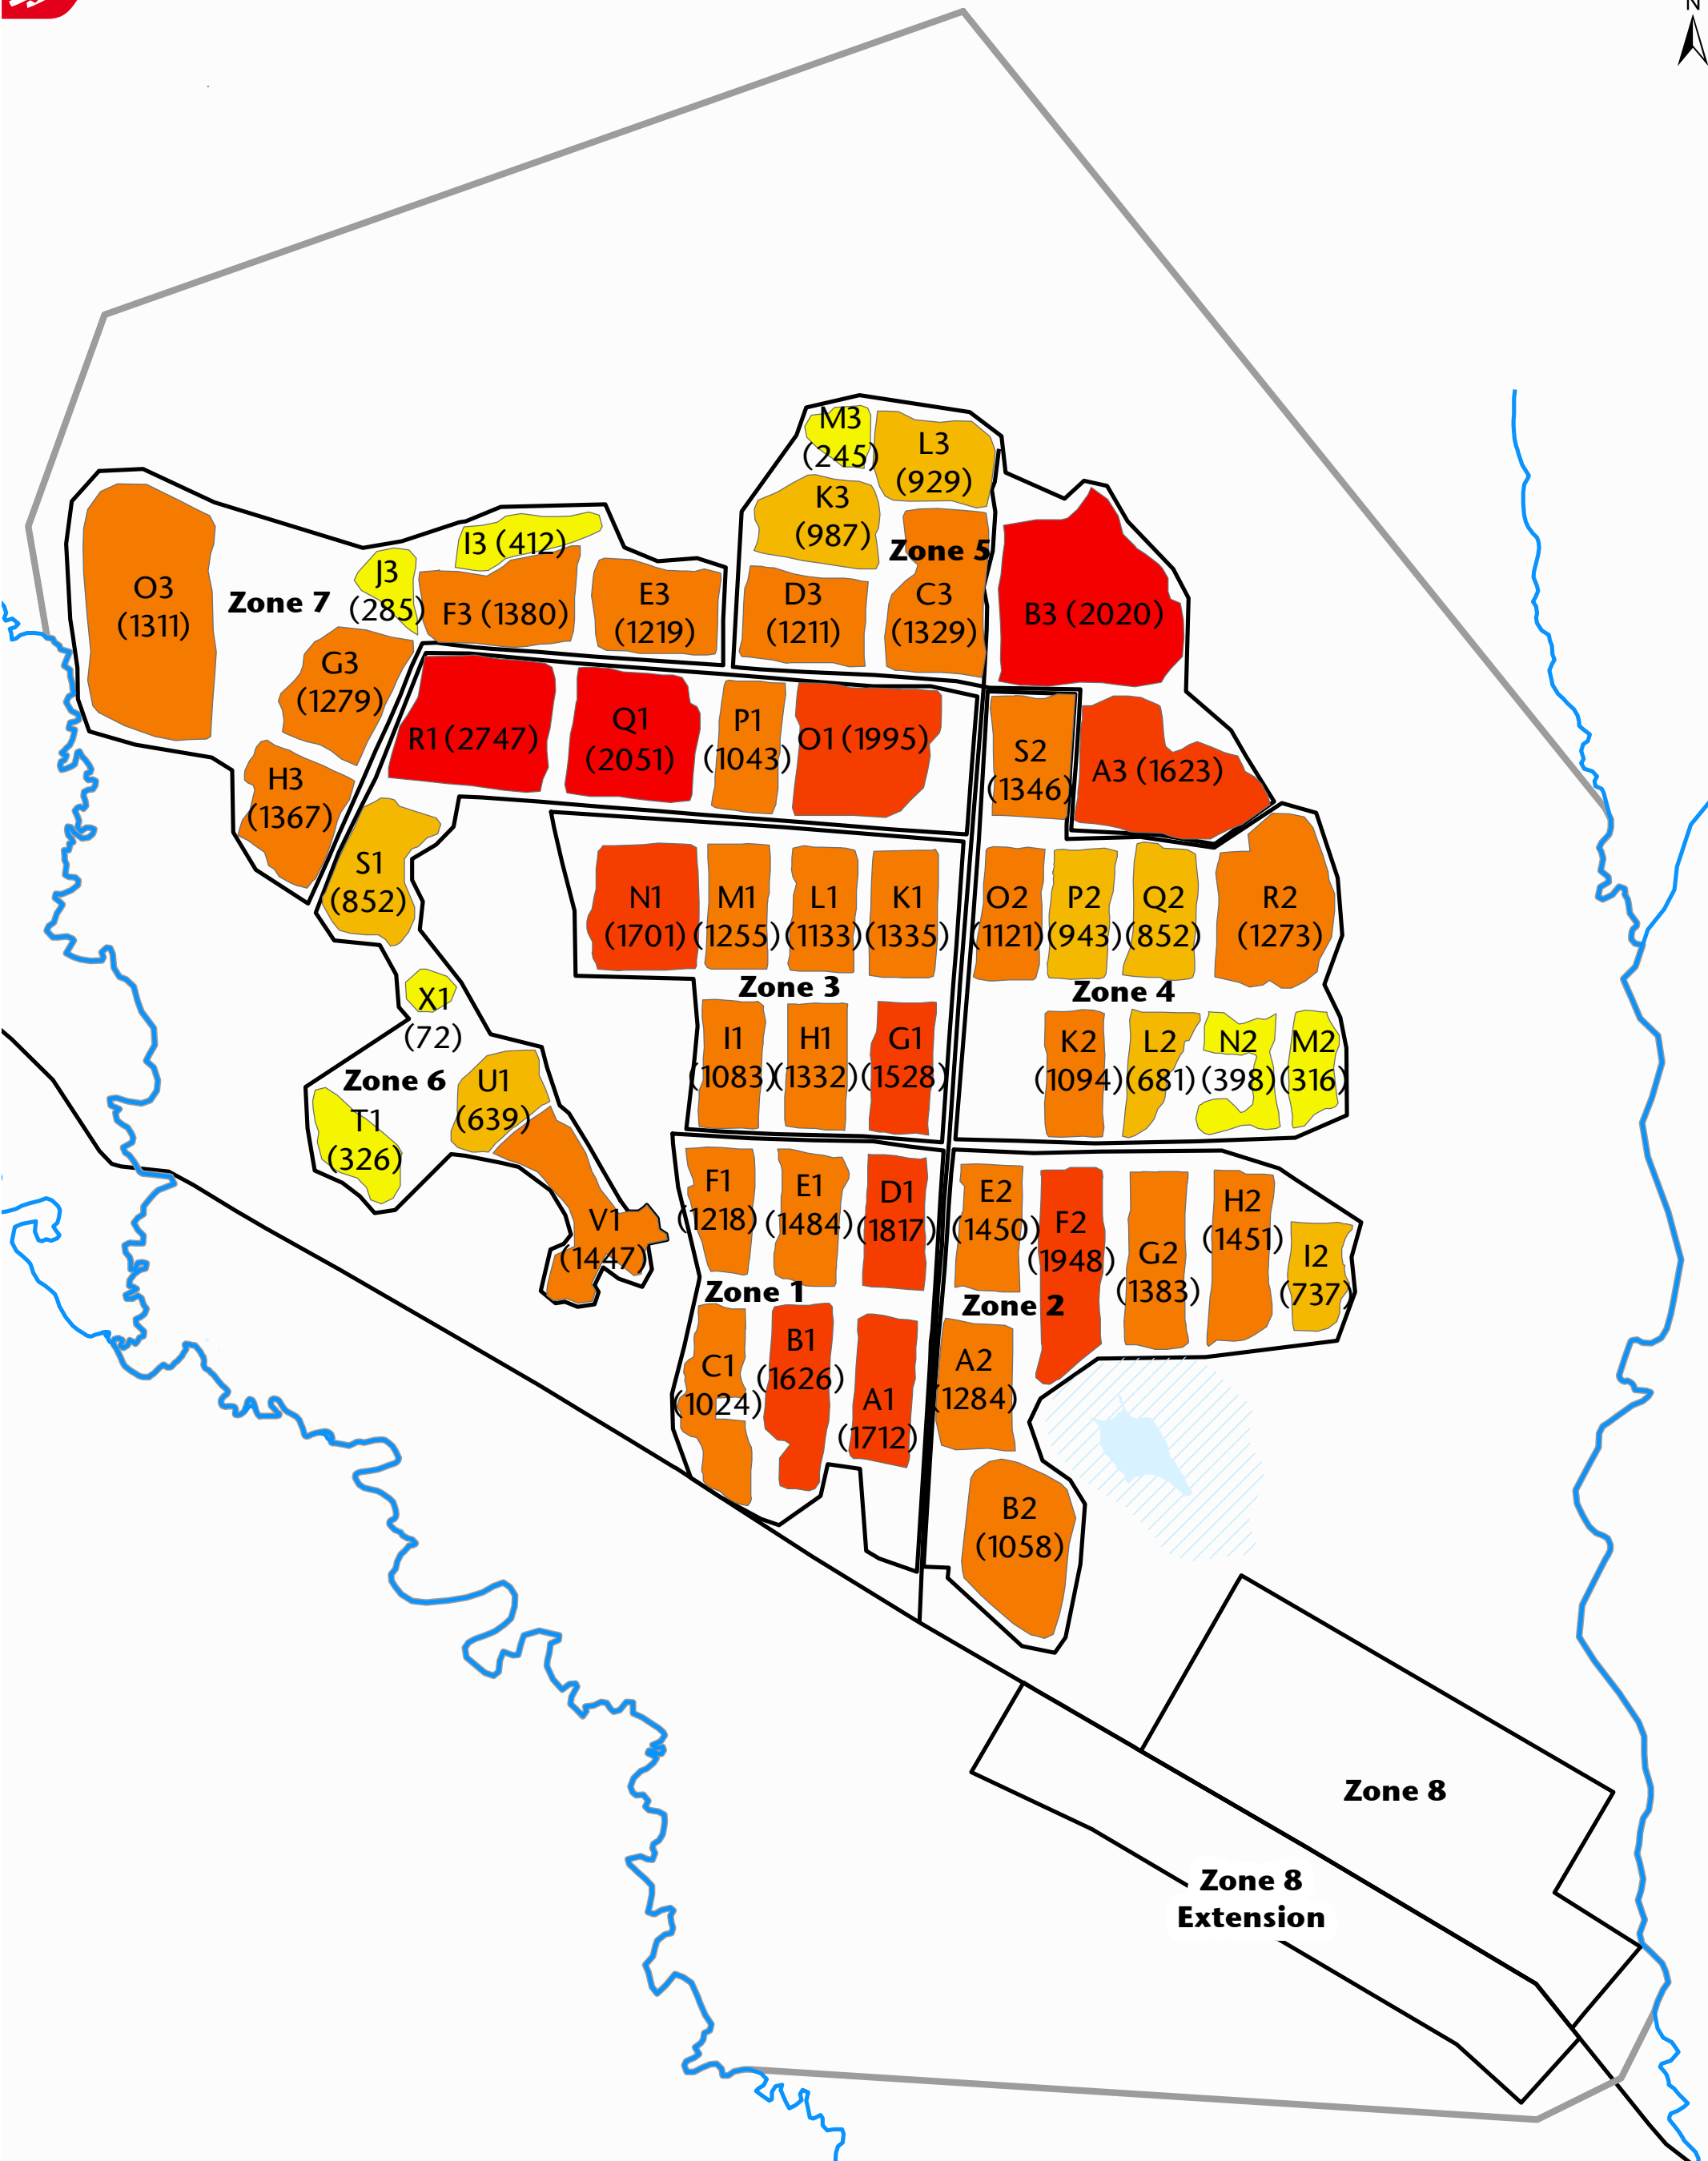 N
M3
(245)
L3
(929)
K3
(987)
Zone 5
I3 (412)
J3
(285)
O3
(1311)
Zone 7
F3 (1380)
E3
(1219)
D3
(1211)
C3
(1329)
B3 (2020)
G3
(1279)
H3
(1367)
R1 (2747)
Q1
(2051)
P1
(1043)
O1 (1995)
S2
(1346)
A3 (1623)
S1
(852)
N1
(1701)
M1
(1255)
L1
(1133)
K1
(1335)
O2
(1121)
P2
(943)
Q2
(852)
R2
(1273)
Zone 3
Zone 4
X1
(72)
I1
(1083)
H1
(1332)
G1
(1528)
K2
(1094)
L2
(681)
N2
(398)
M2
(316)
Zone 6
U1
(639)
T1
(326)
V1
(1447)
F1
(1218)
E1
(1484)
D1
(1817)
E2
(1450)
F2
(1948)
G2
(1383)
H2
(1451)
I2
(737)
Zone 1
Zone 2
C1
(1024)
B1
(1626)
A1
(1712)
A2
(1284)
B2
(1058)
Zone 8
Zone 8
Extension